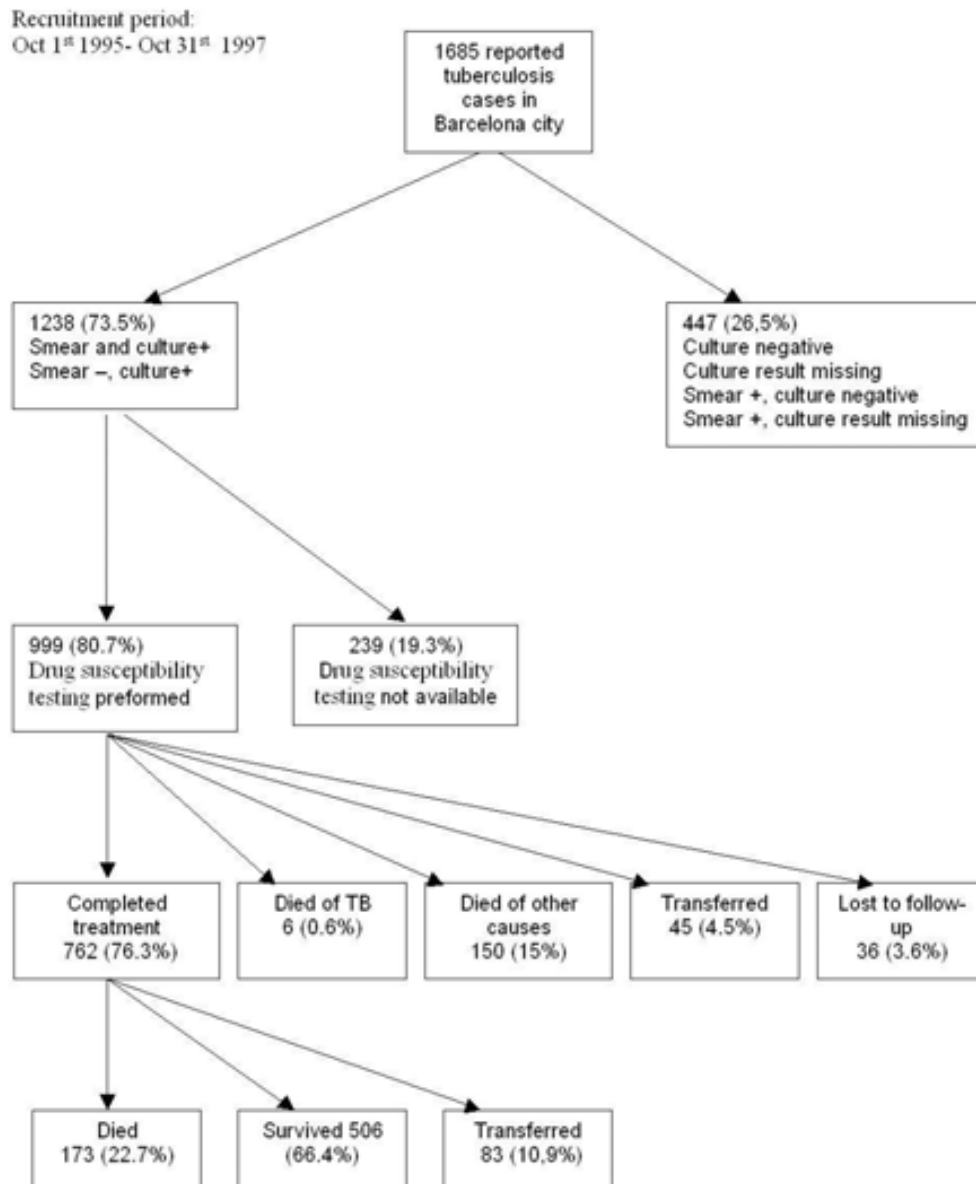 Recruitment period:
Oct 1st 1995- Oct 31st 1997
1685 reported
tuberculosis
cases in
Barcelona city
1238 (73.5%)
Smear and culture+
Smear –, culture+
447 (26,5%)
Culture negative
Culture result missing
Smear +, culture negative
Smear +, culture result missing
999 (80.7%)
Drug susceptibility
testing preformed
239 (19.3%)
Drug susceptibility
testing not available
Completed
treatment
762 (76.3%)
Died of TB
6 (0.6%)
Died of other
causes
150 (15%)
Transferred
45 (4.5%)
Lost to follow-
up
36 (3.6%)
Died
173 (22.7%)
Survived 506
(66.4%)
Transferred
83 (10,9%)